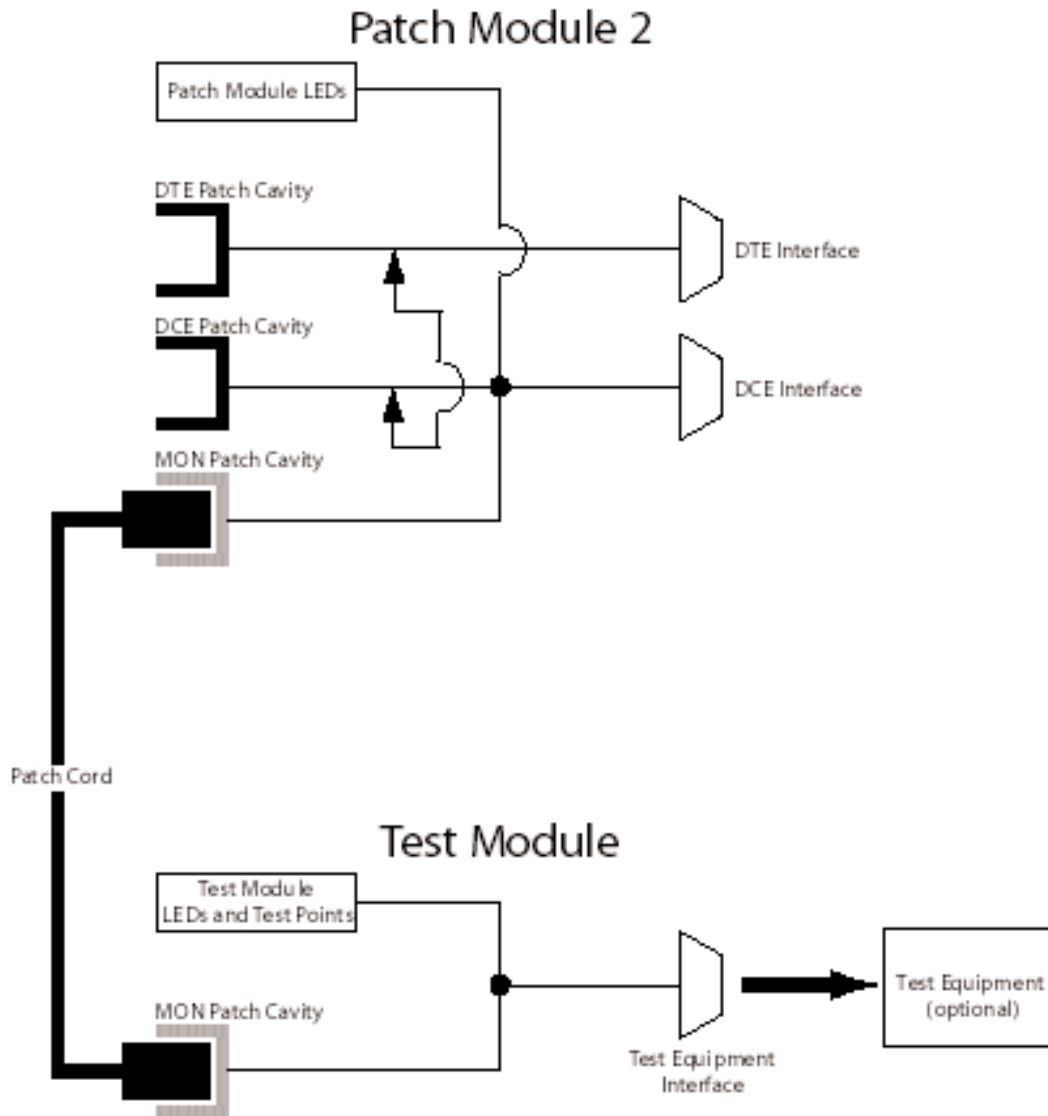 Patch Module 2
Patch Module LEDs
DTE Patch Cavity
DTE Interface
DCE Patch Cavity
DCE Interface
MON Patch Cavity
Patch Cord
Test Module
Test Module
LEDs and Test Points
Test Equipment
(optional)
MON Patch Cavity
Test Equipment
Interface